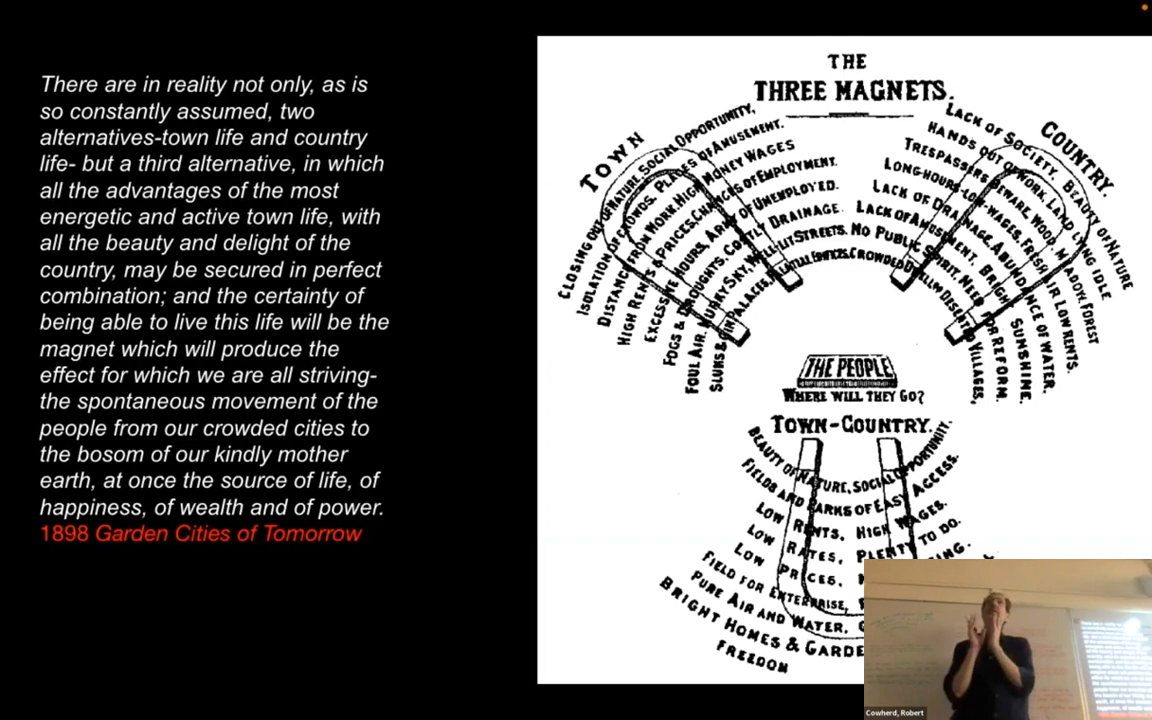 There are in reality not only, as is
so constantly assumed, two
alternatives-town life and country
life- but a third alternative, in which
all the advantages of the most
energetic and active town life, with
all the beauty and delight of the
country, may be secured in perfect
combination; and the certainty of
being able to live this life will be the
magnet which will produce the
effect for which we are all striving-
the spontaneous movement of the
people from our crowded cities to
the bosom of our kindly mother
earth, at once the source of life, of
happiness, of wealth and of power.
1898 Garden Cities of Tomorrow
THE
THREE MAGNETS.
TOWN
CLOSING OUT OF NATURE. SOCIAL OPPORTUNITY.
ISOLATION OF CROWDS. PLACES OF AMUSEMENT.
DISTANCE FROM WORK. HIGH MONEY WAGES
HIGH RENTS & PRICES. CHANCES OF EMPLOYMENT.
EXCESSIVE HOURS. ARMY OF UNEMPLOYED.
FOGS & DROUGHTS. COSTLY DRAINAGE.
FOUL AIR. MURKY SKY. WELL-LIT STREETS.
SLUMS & GIN PALACES. EDIFICES.
COUNTRY.
LACK OF SOCIETY. BEAUTY OF NATURE
HANDS OUT OF WORK. LAND LYING IDLE
TRESPASSERS BEWARE. WOOD, MEADOW, FOREST
LONG HOURS-LOW WAGES. FRESH AIR LOW RENTS.
LACK OF DRAINAGE. ABUNDANCE OF WATER.
LACK OF AMUSEMENT. BRIGHT SUNSHINE.
NO PUBLIC SPIRIT. NEED FOR REFORM.
CROWDED DWELLINGS. DESERTED VILLAGES.
THE PEOPLE
WHERE WILL THEY GO?
TOWN-COUNTRY.
BEAUTY OF NATURE, SOCIAL OPPORTUNITY.
FIELDS AND PARKS OF EASY ACCESS.
LOW RENTS, HIGH WAGES.
LOW RATES, PLENTY TO DO.
LOW PRICES,
FIELD FOR ENTERPRISE,
PURE AIR AND WATER,
BRIGHT HOMES & GARDE
FREEDOM
Cowherd, Robert